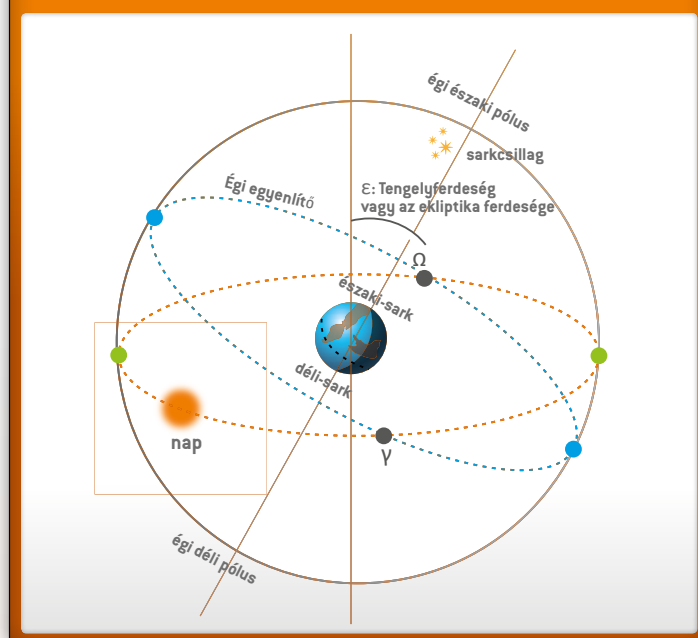 égi északi pólus
sarkcsillag
Égi egyenlítő
Ɛ: Tengelyferdeség
vagy az ekliptika ferdesége
Ω
északi-sark
déli-sark
nap
γ
égi déli pólus